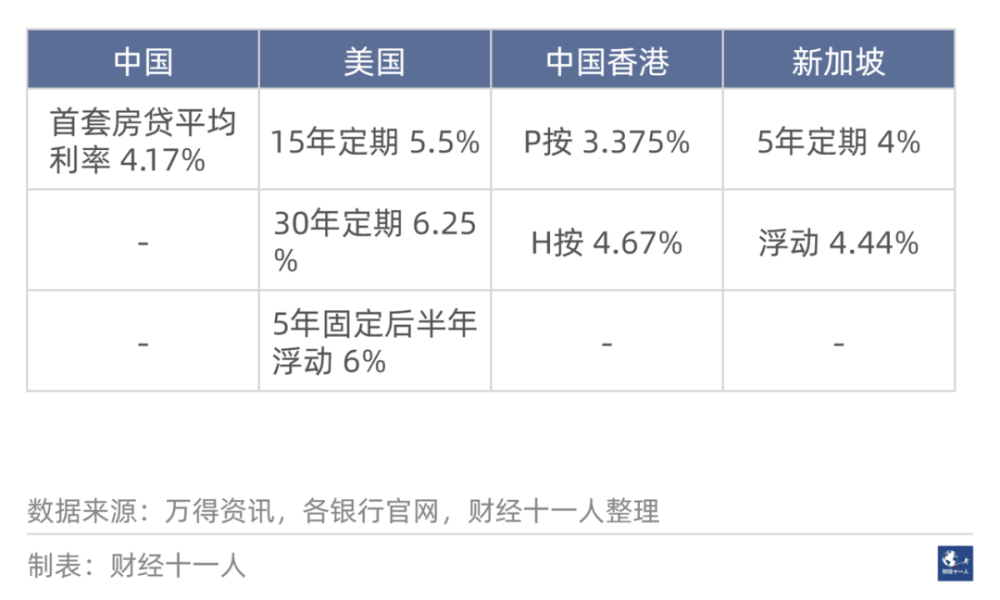 中国 美国 中国香港 新加坡
首套房贷平均
利率 4.17%
15年定期 5.5%
P按 3.375%
5年定期 4%
-
30年定期 6.25
%
H按 4.67%
浮动 4.44%
-
5年固定后半年
浮动 6%
-
-
数据来源：万得资讯，各银行官网，财经十一人整理
制表：财经十一人
财经十一人